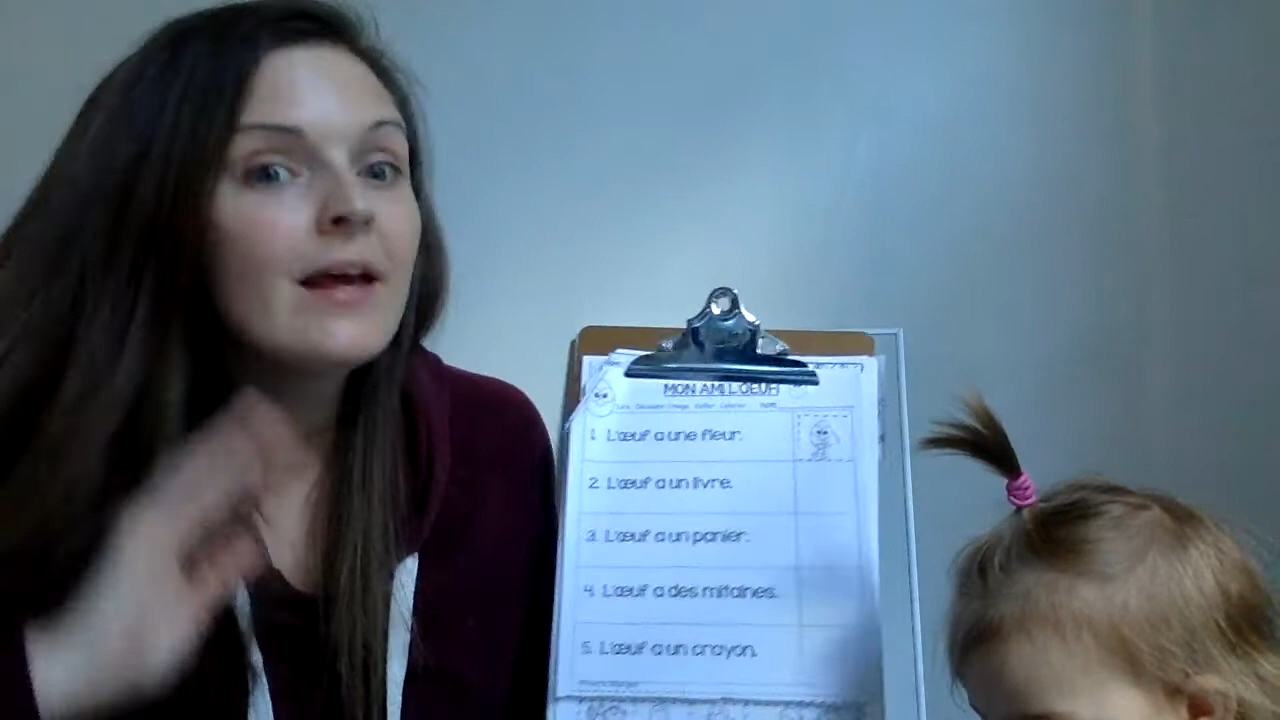 MON AMI L'OEUF
1. L'œuf a une fleur.
2. L'œuf a un livre.
3. L'œuf a un panier.
4. L'œuf a des mitaines.
5. L'œuf a un crayon.